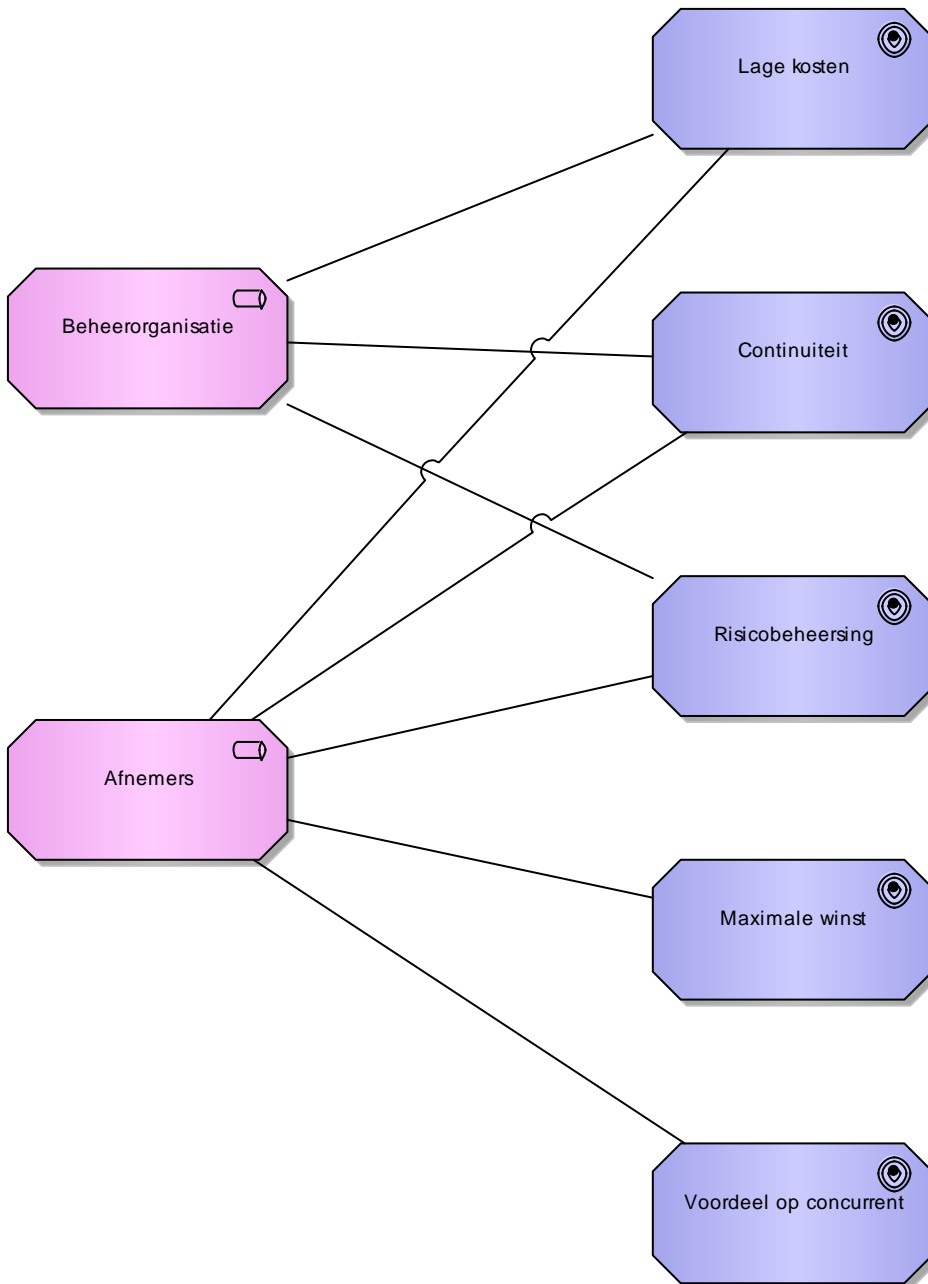 Lage kosten
Beheerorganisatie
Continuiteit
Risicobeheersing
Afnemers
Maximale winst
Voordeel op concurrent